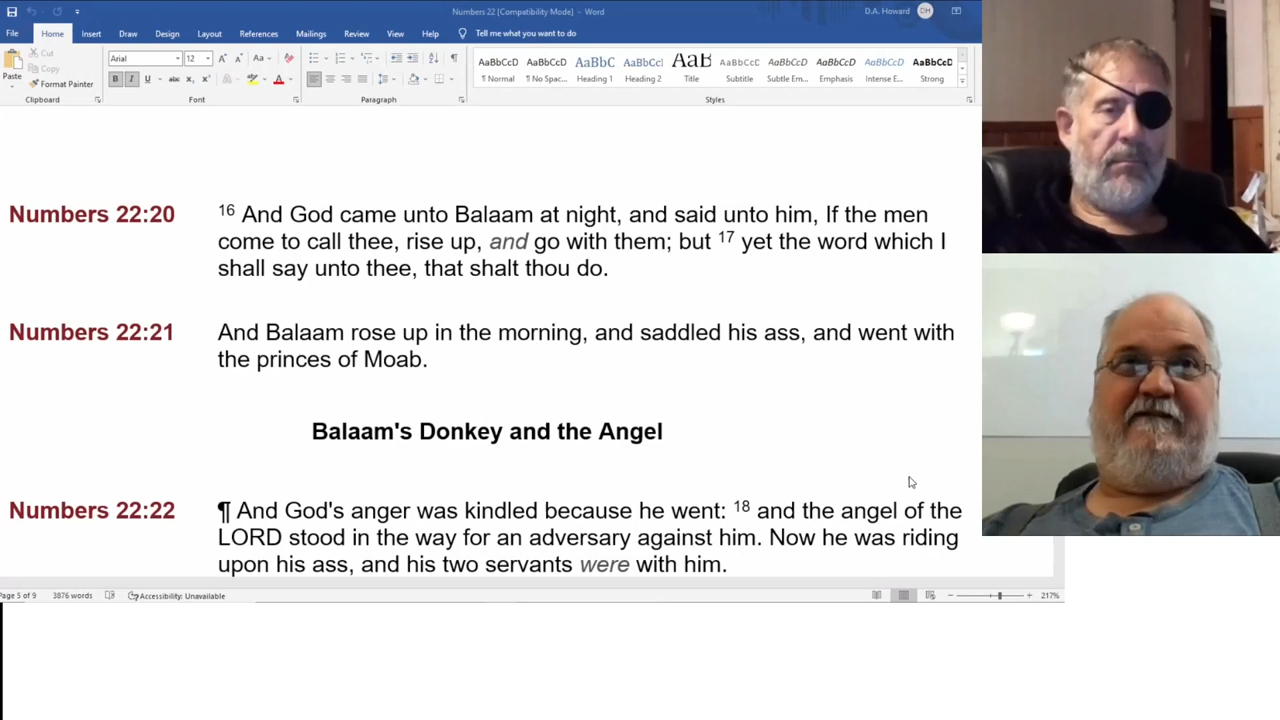 Numbers 22 [Compatibility Mode] - Word
D.A. Howard DH
File Home Insert Draw Design Layout References Mailings Review View Help Tell me what you want to do
Cut
Copy
Paste
Format Painter
Arial 12
Aa
B I U x₂ x²
AaBbCcD AaBbCcD AaBbC AaBbCc AaB AaBbCcD AaBbCcD AaBbCcD AaBbCcD AaBbCcD
¶ Normal ¶ No Spac... Heading 1 Heading 2 Title Subtitle Subtle Em... Emphasis Intense E... Strong
Clipboard Font Paragraph Styles
Numbers 22:20 16 And God came unto Balaam at night, and said unto him, If the men
come to call thee, rise up, and go with them; but 17 yet the word which I
shall say unto thee, that shalt thou do.
Numbers 22:21 And Balaam rose up in the morning, and saddled his ass, and went with
the princes of Moab.
Balaam's Donkey and the Angel
Numbers 22:22 ¶ And God's anger was kindled because he went: 18 and the angel of the
LORD stood in the way for an adversary against him. Now he was riding
upon his ass, and his two servants were with him.
Page 5 of 9 3876 words Accessibility: Unavailable 217%